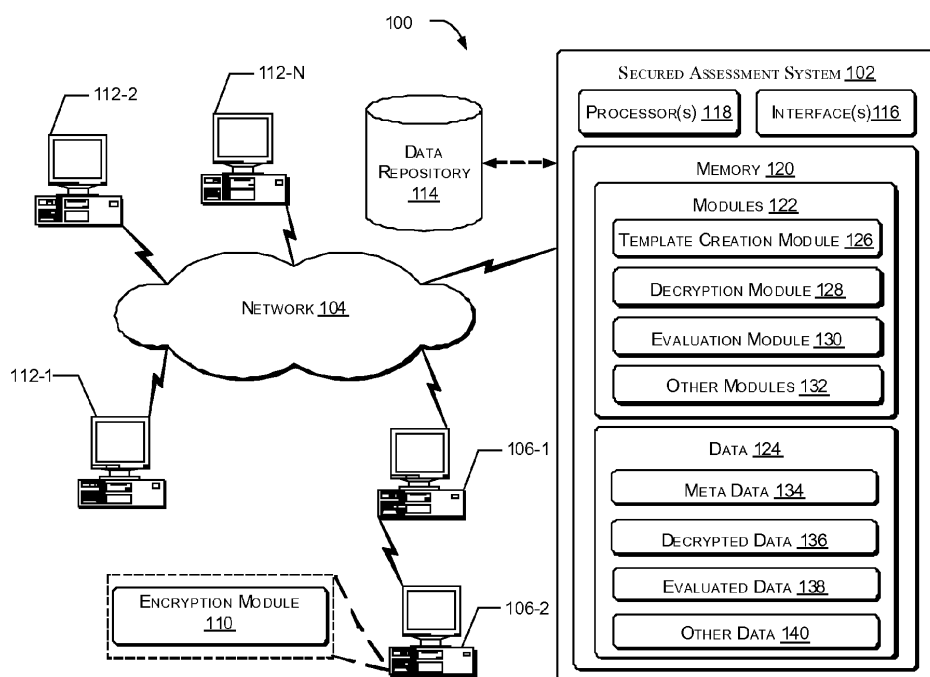 100
112-2
112-N
DATA
REPOSITORY
114
NETWORK 104
112-1
106-1
106-2
ENCRYPTION MODULE
110
SECURED ASSESSMENT SYSTEM 102
PROCESSOR(S) 118
INTERFACE(S)116
MEMORY 120
MODULES 122
TEMPLATE CREATION MODULE 126
DECRYPTION MODULE 128
EVALUATION MODULE 130
OTHER MODULES 132
DATA 124
META DATA 134
DECRYPTED DATA 136
EVALUATED DATA 138
OTHER DATA 140